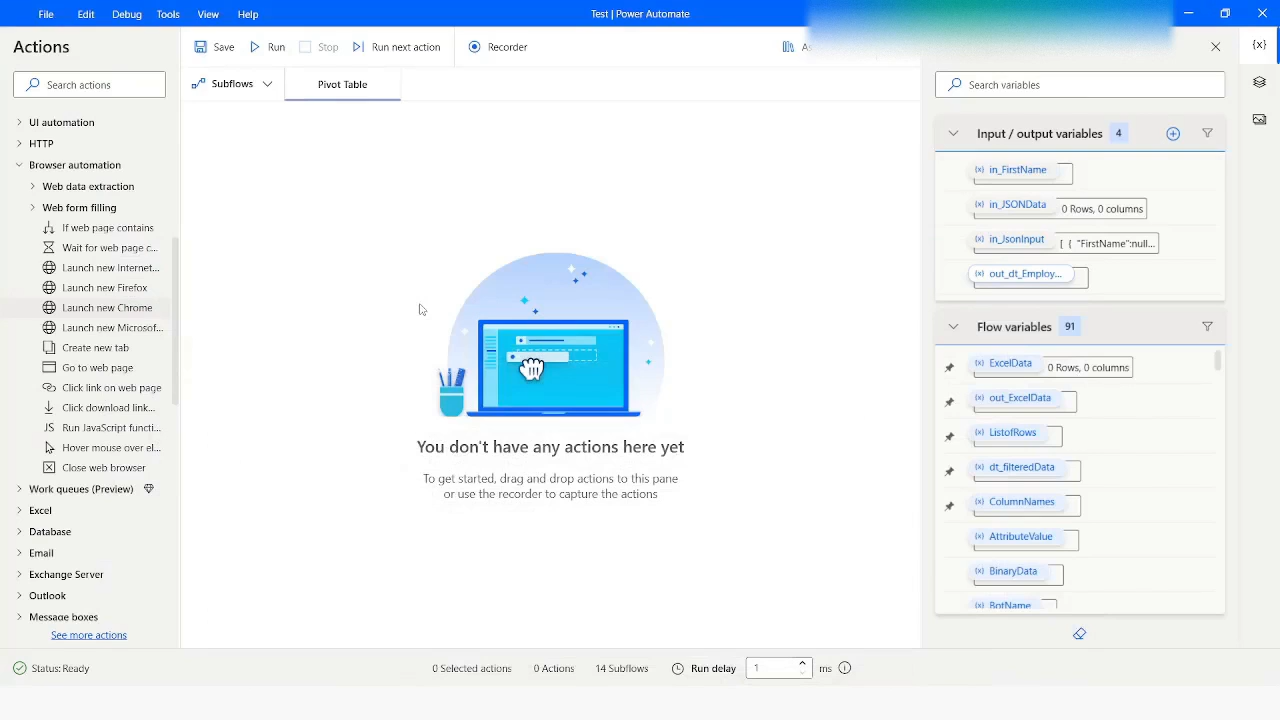 File Edit Debug Tools View Help
Test | Power Automate
Actions
Save Run Stop Run next action Recorder
{x}
Search actions
Subflows Pivot Table
Search variables
UI automation
HTTP
Browser automation
Web data extraction
Web form filling
If web page contains
Wait for web page c...
Launch new Internet...
Launch new Firefox
Launch new Chrome
Launch new Microsof...
Create new tab
Go to web page
Click link on web page
Click download link...
Run JavaScript functi...
Hover mouse over el...
Close web browser
Work queues (Preview)
Excel
Database
Email
Exchange Server
Outlook
Message boxes
See more actions
You don't have any actions here yet
To get started, drag and drop actions to this pane
or use the recorder to capture the actions
Input / output variables 4
{x} in_FirstName
{x} in_JSONData 0 Rows, 0 columns
{x} in_JsonInput [ { "FirstName":null...
{x} out_dt_Employ...
Flow variables 91
{x} ExcelData 0 Rows, 0 columns
{x} out_ExcelData
{x} ListofRows
{x} dt_filteredData
{x} ColumnNames
{x} AttributeValue
{x} BinaryData
{x} BotName
Status: Ready
0 Selected actions 0 Actions 14 Subflows Run delay 1 ms